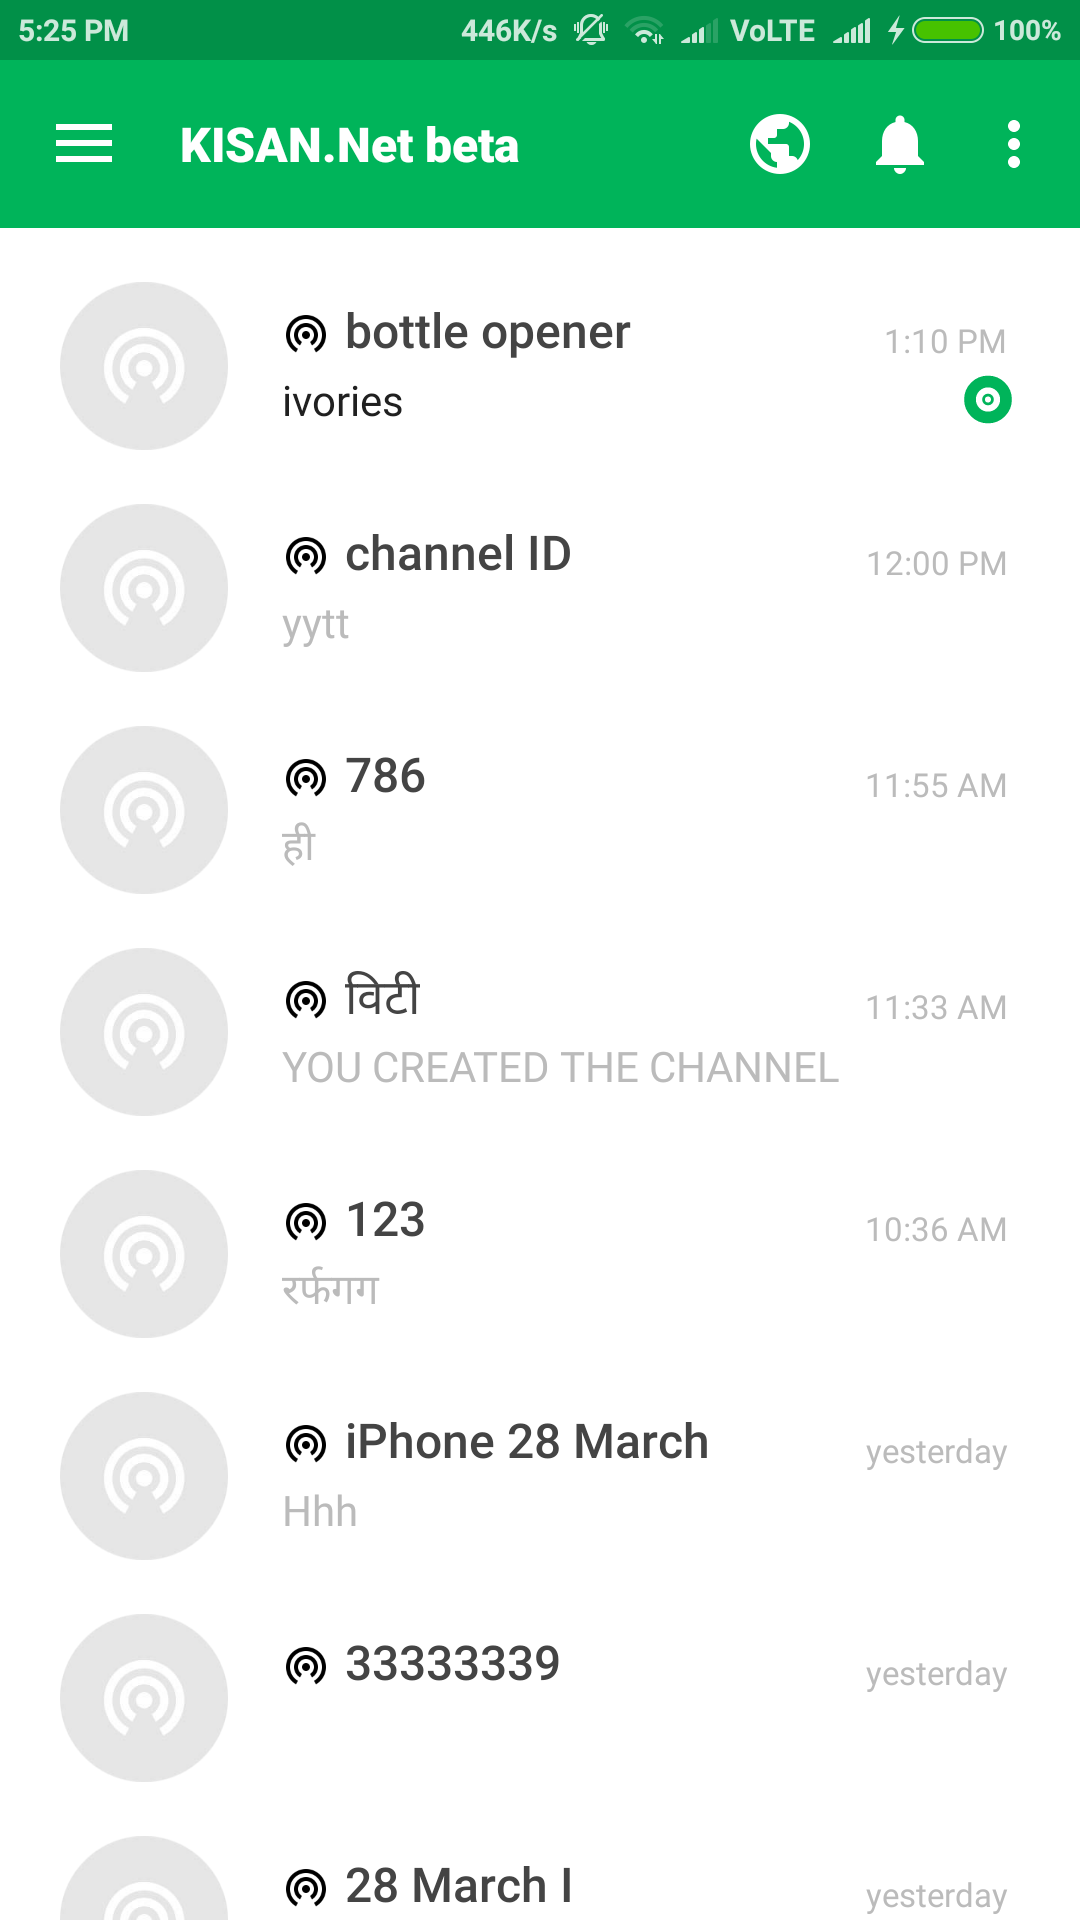 5:25 PM 446K/s VoLTE 100%
KISAN.Net beta
bottle opener 1:10 PM
ivories
channel ID 12:00 PM
yytt
786 11:55 AM
ही
विटी 11:33 AM
YOU CREATED THE CHANNEL
123 10:36 AM
रर्फगग
iPhone 28 March yesterday
Hhh
33333339 yesterday
28 March I yesterday